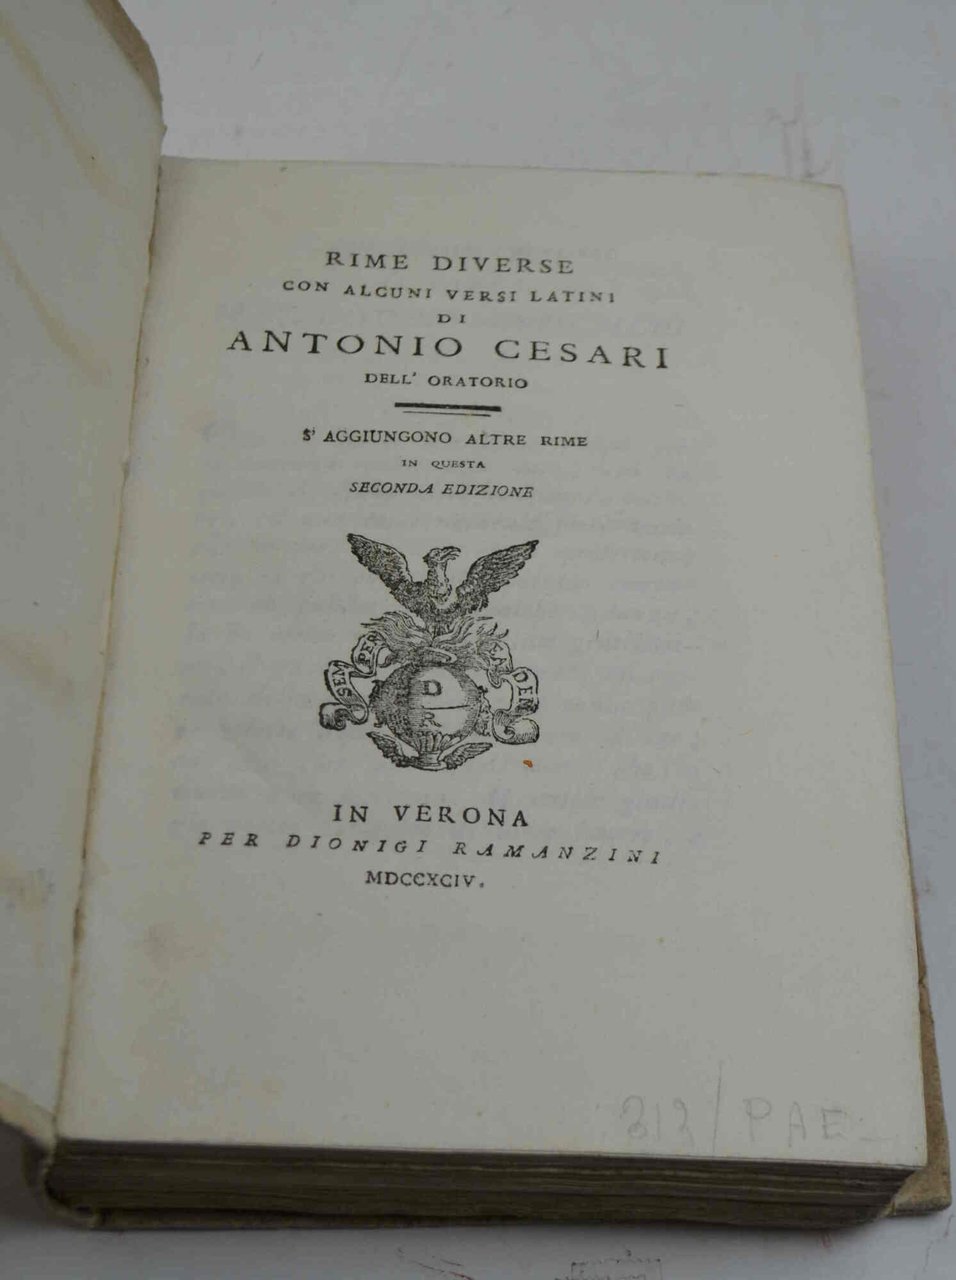 RIME DIVERSE
CON ALCUNI VERSI LATINI
DI
ANTONIO CESARI
DELL' ORATORIO
S' AGGIUNGONO ALTRE RIME
IN QUESTA
SECONDA EDIZIONE
SEMPER EADEM
D
R
IN VERONA
PER DIONIGI RAMANZINI
MDCCXCIV.
212/PAE